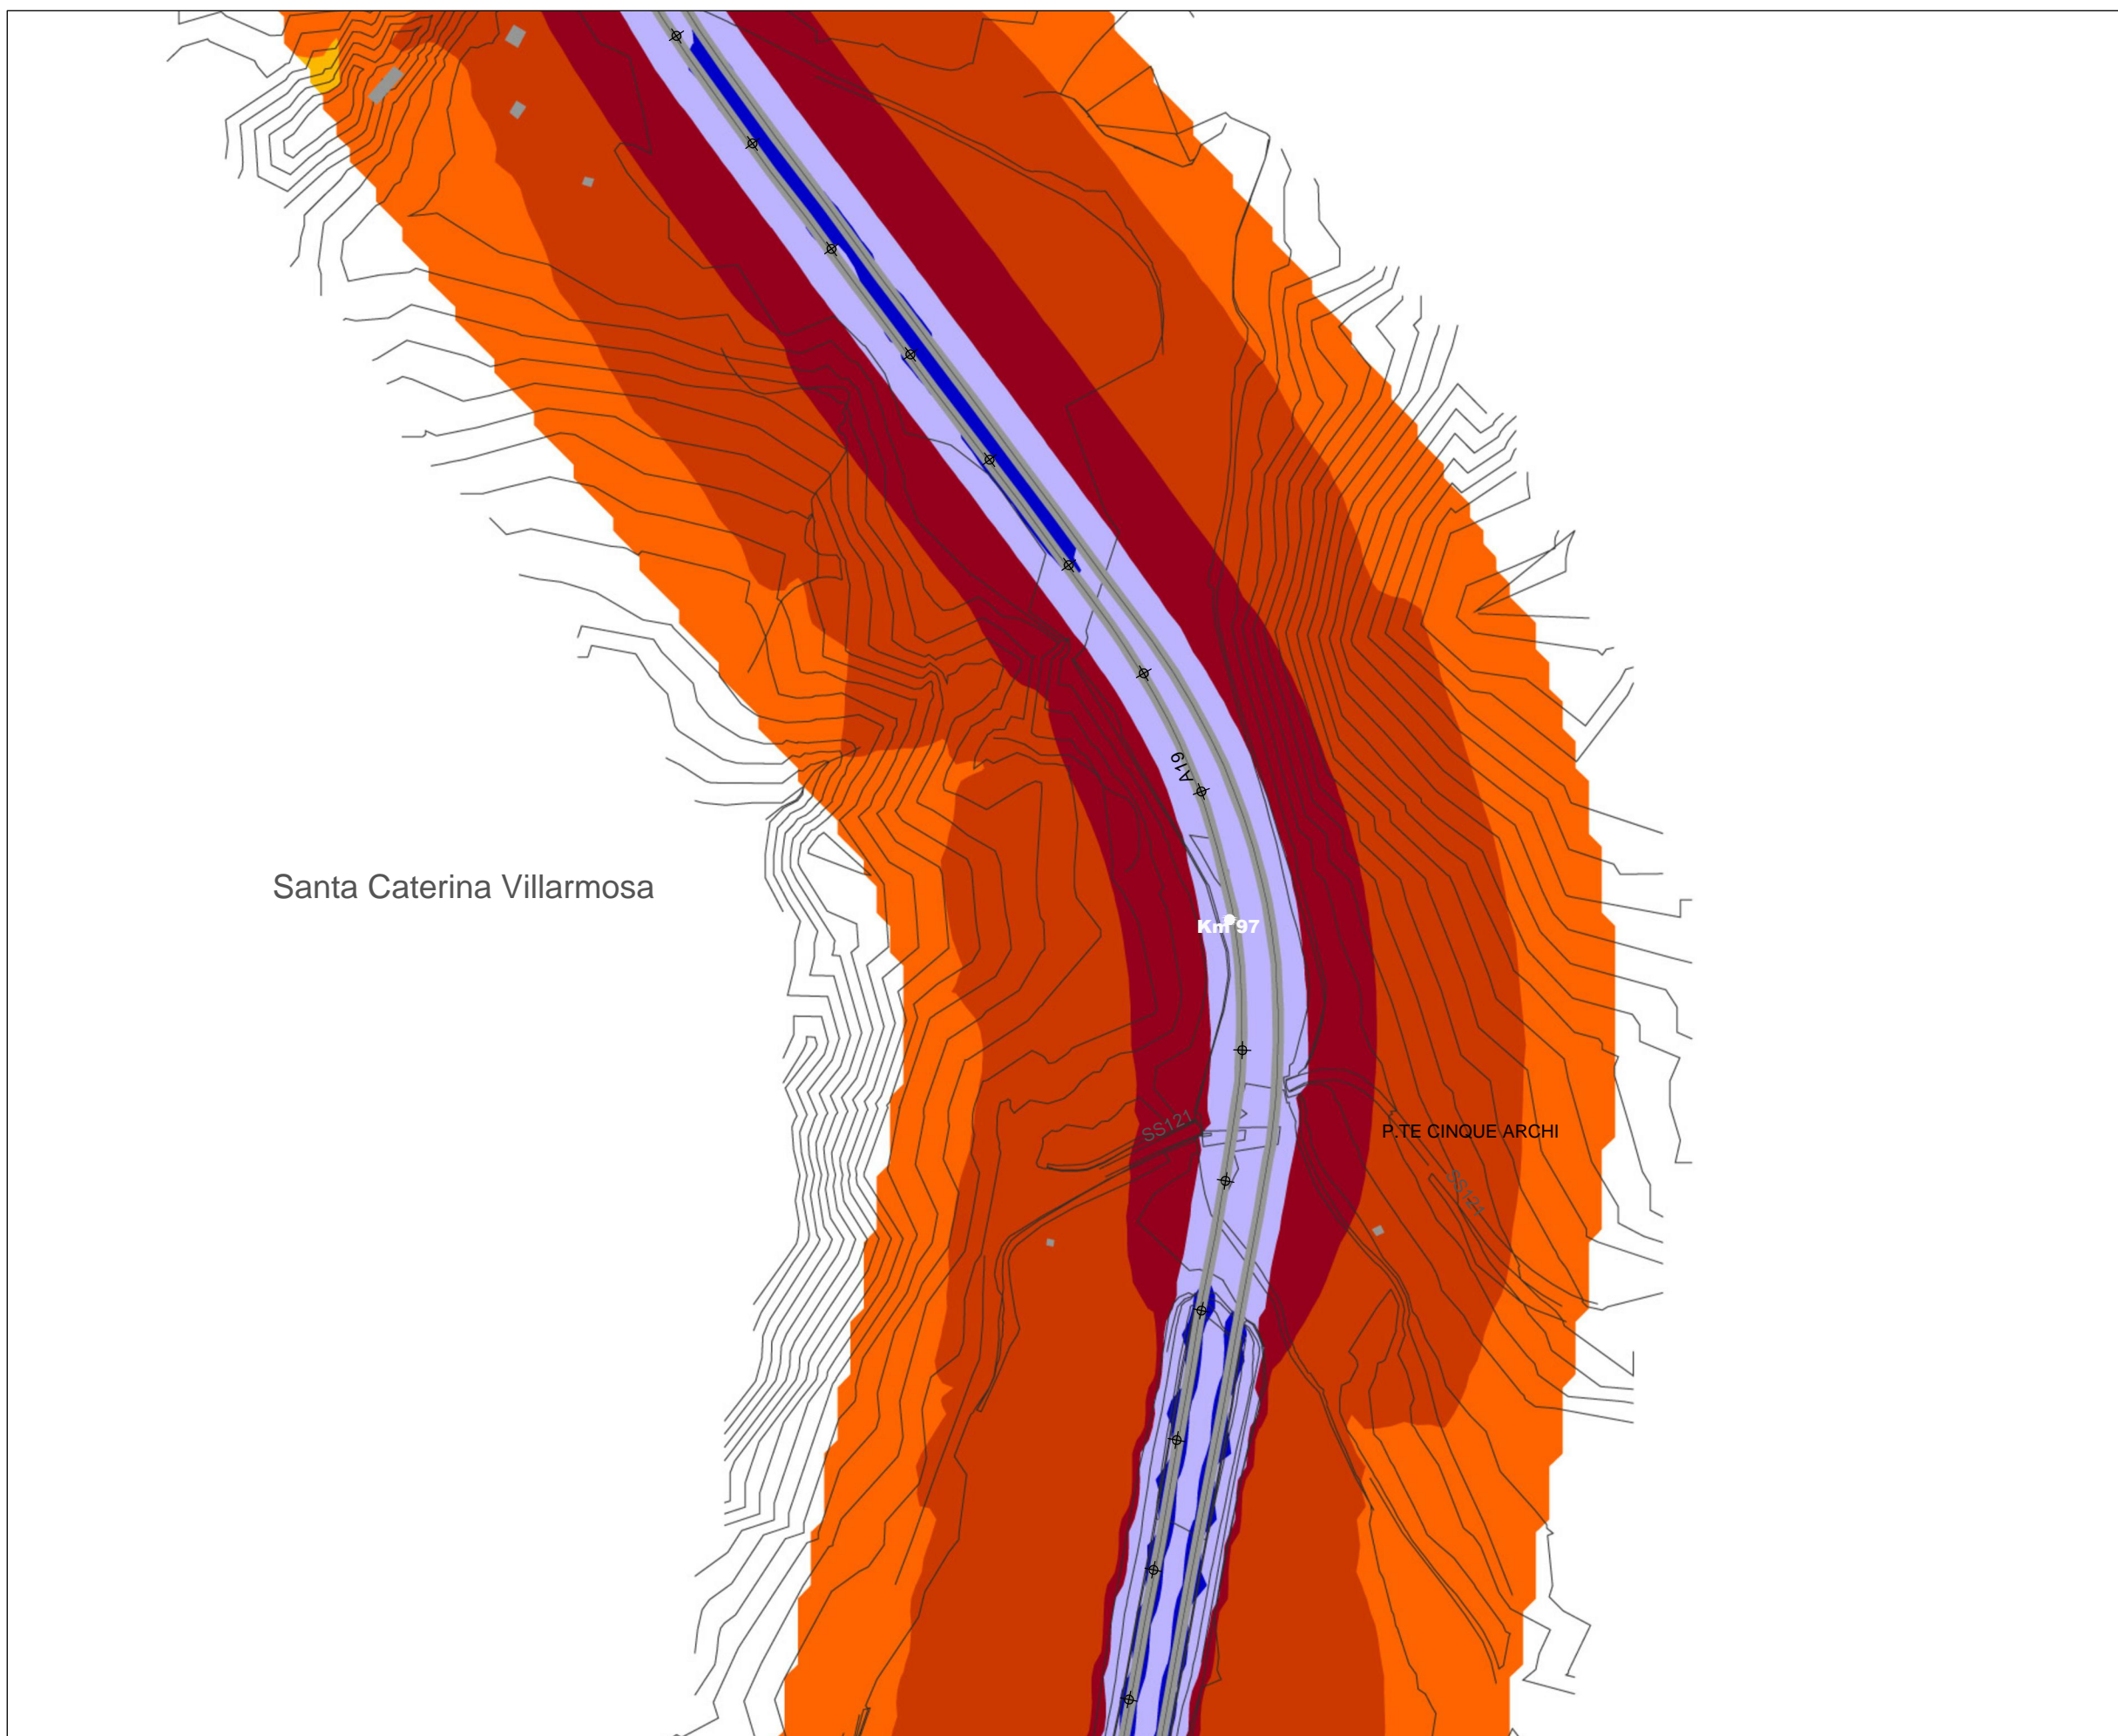 A19
Santa Caterina Villarmosa
Km 97
SS121
P.TE CINQUE ARCHI
SS121